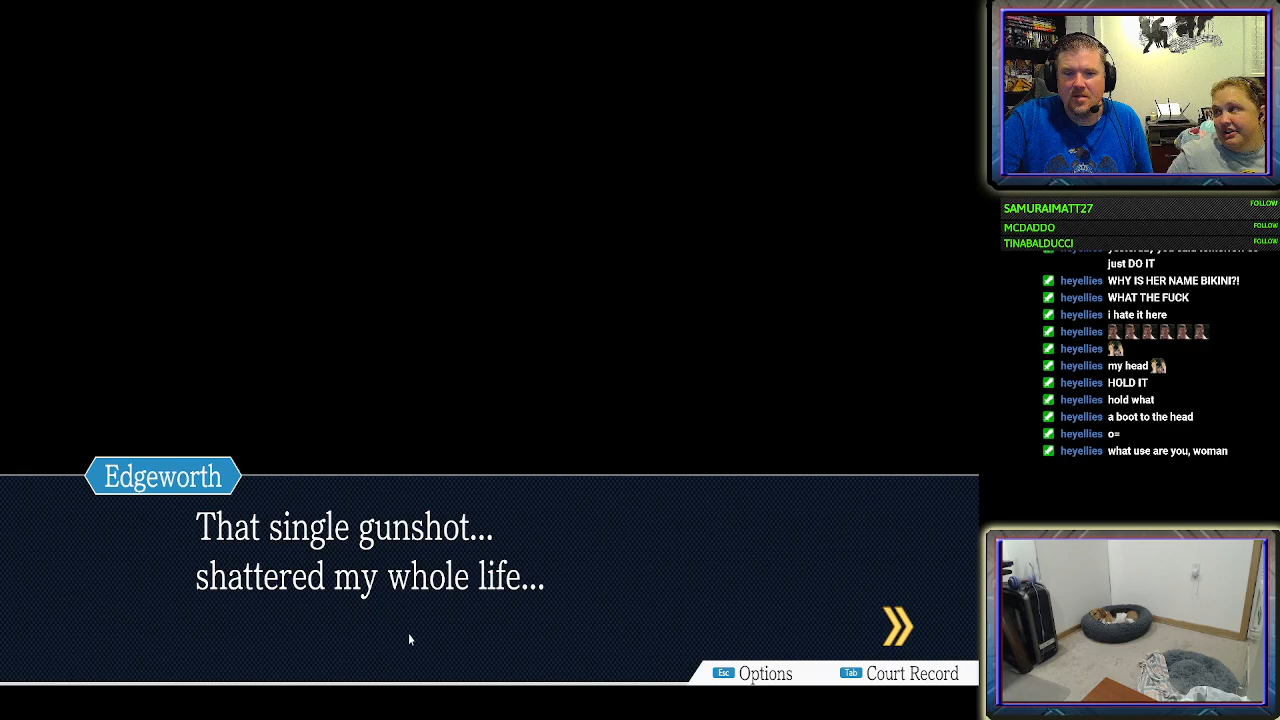 SAMURAIMATT27 FOLLOW
MCDADDO FOLLOW
TINABALDUCCI FOLLOW
just DO IT
heyellies WHY IS HER NAME BIKINI?!
heyellies WHAT THE FUCK
heyellies i hate it here
heyellies
heyellies
heyellies my head
heyellies HOLD IT
heyellies hold what
heyellies a boot to the head
heyellies o=
heyellies what use are you, woman
Edgeworth
That single gunshot...
shattered my whole life...
Esc Options Tab Court Record